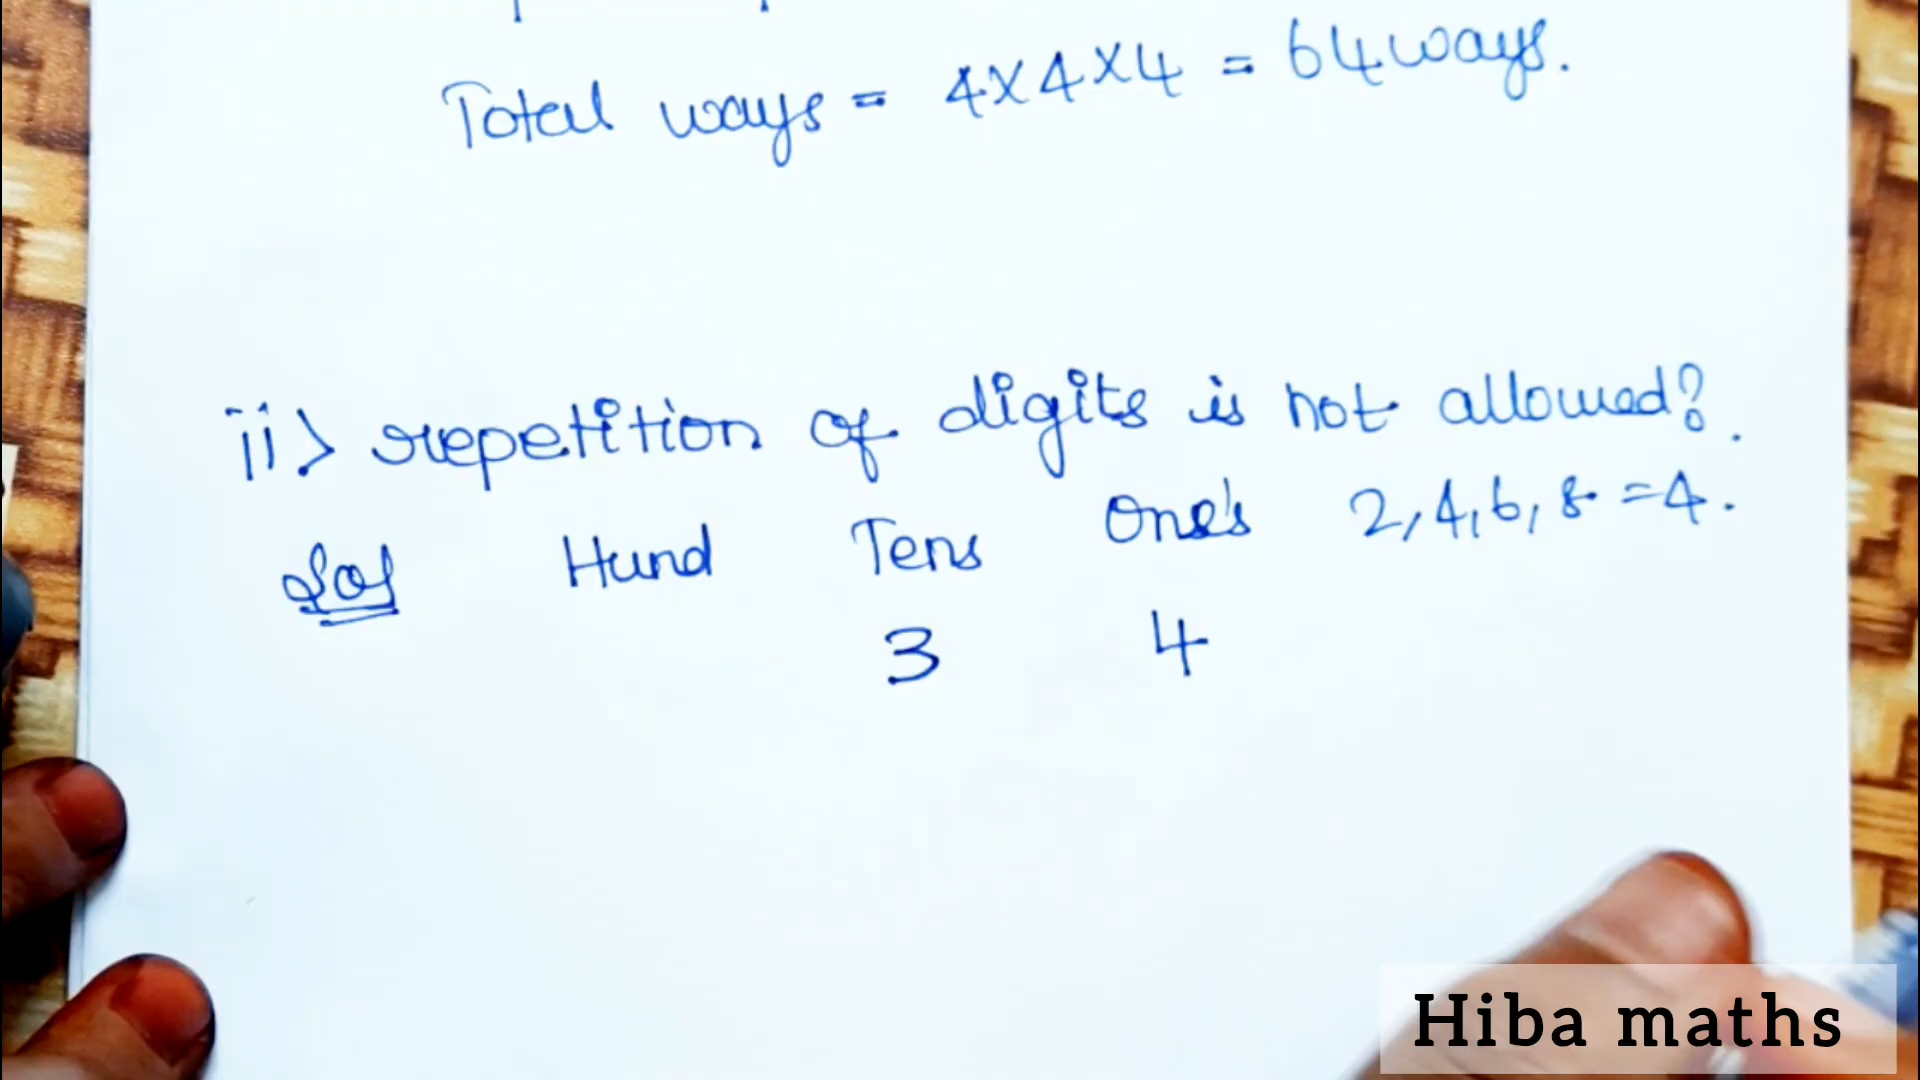 Total ways = 4×4×4 = 64 ways.
ii> repetition of digits is not allowed?.
Sol Hund Tens One's 2,4,6,8 = 4.
3 4
Hiba maths